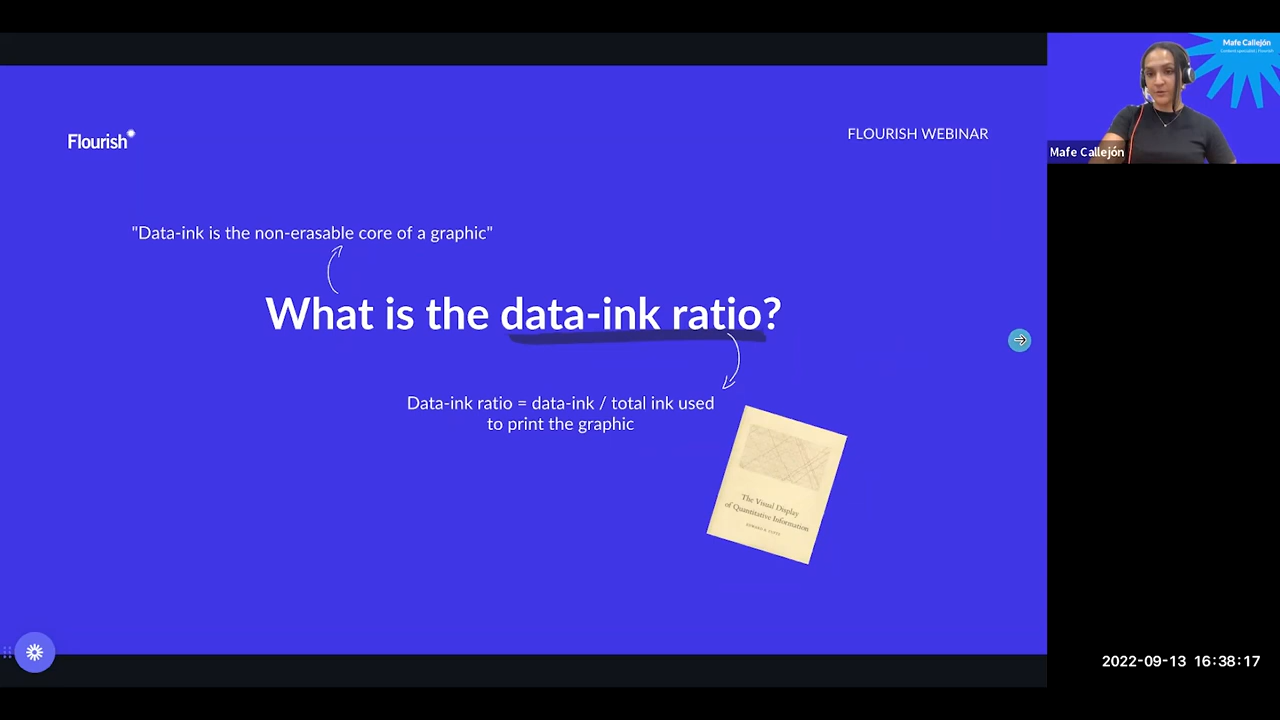 Mafe Callejón
Flourish
FLOURISH WEBINAR
Mafe Callejón
"Data-ink is the non-erasable core of a graphic"
What is the data-ink ratio?
Data-ink ratio = data-ink / total ink used
to print the graphic
The Visual Display
of Quantitative Information
2022-09-13 16:38:17